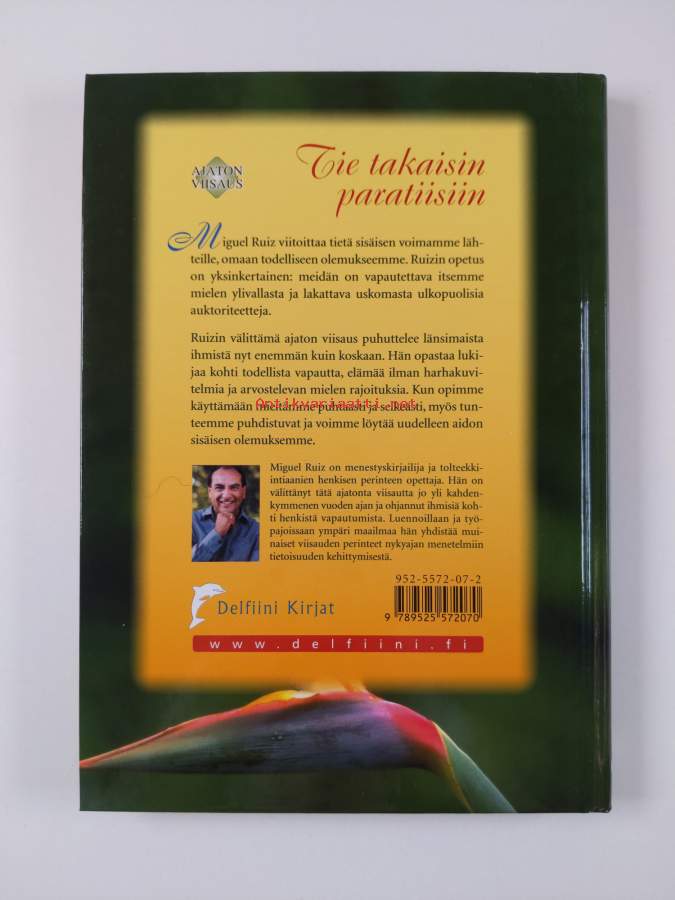 AJATON
VIISAUS
Tie takaisin
paratiisiin
Miguel Ruiz viitoittaa tietä sisäisen voimamme läh-
teille, omaan todelliseen olemukseemme. Ruizin opetus
on yksinkertainen: meidän on vapautettava itsemme
mielen ylivallasta ja lakattava uskomasta ulkopuolisia
auktoriteetteja.
Ruizin välittämä ajaton viisaus puhuttelee länsimaista
ihmistä nyt enemmän kuin koskaan. Hän opastaa luki-
jaa kohti todellista vapautta, elämää ilman harhakuvi-
telmia ja arvostelevan mielen rajoituksia. Kun opimme
Antikvariaatti.net
käyttämään mieltämme puhtaasti ja selkeästi, myös tun-
teemme puhdistuvat ja voimme löytää uudelleen aidon
sisäisen olemuksemme.
Miguel Ruiz on menestyskirjailija ja tolteekki-
intiaanien henkisen perinteen opettaja. Hän on
välittänyt tätä ajatonta viisautta jo yli kahden-
kymmenen vuoden ajan ja ohjannut ihmisiä koh-
ti henkistä vapautumista. Luennoillaan ja työ-
pajoissaan ympäri maailmaa hän yhdistää mui-
naiset viisauden perinteet nykyajan menetelmiin
tietoisuuden kehittymisestä.
952-5572-07-2
Delfiini Kirjat
9 789525 572070
www.delfiini.fi